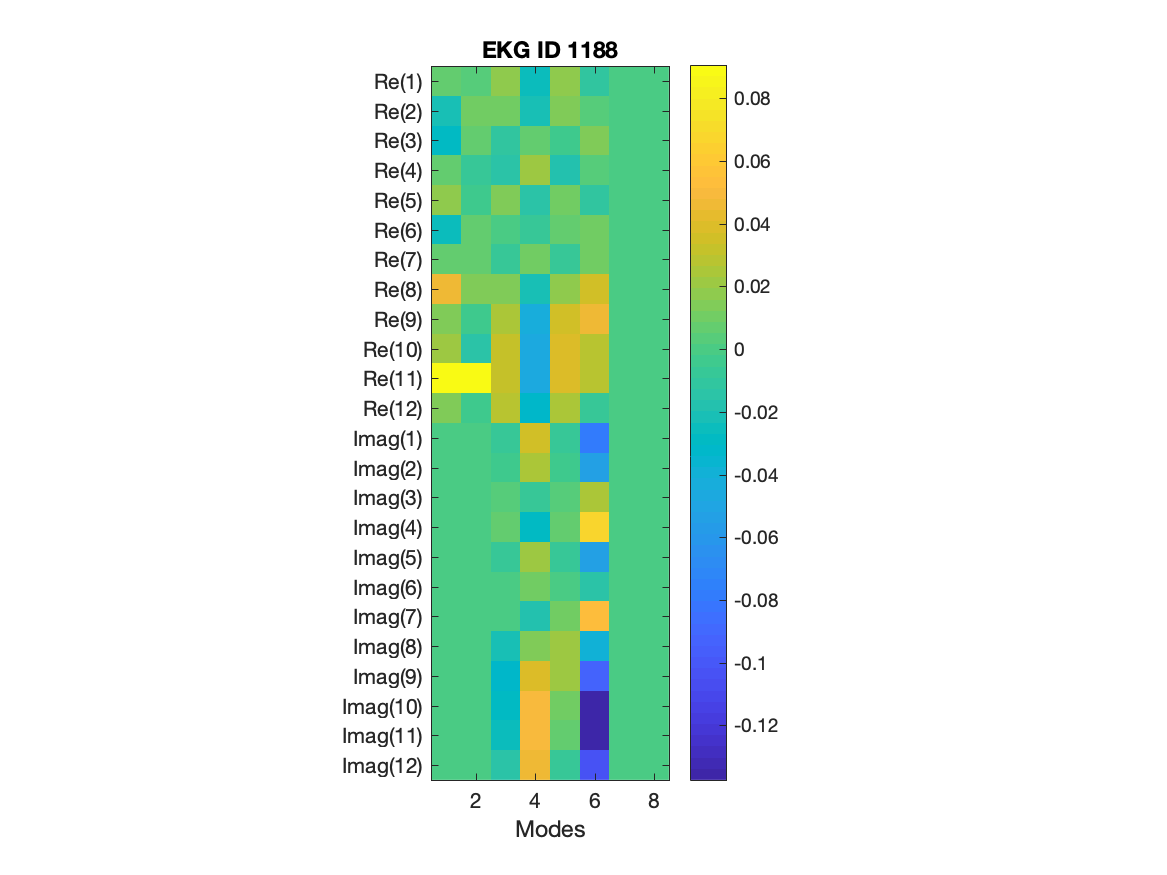 EKG ID 1188
Re(1)
Re(2)
Re(3)
Re(4)
Re(5)
Re(6)
Re(7)
Re(8)
Re(9)
Re(10)
Re(11)
Re(12)
Imag(1)
Imag(2)
Imag(3)
Imag(4)
Imag(5)
Imag(6)
Imag(7)
Imag(8)
Imag(9)
Imag(10)
Imag(11)
Imag(12)
2 4 6 8
Modes
0.08
0.06
0.04
0.02
0
-0.02
-0.04
-0.06
-0.08
-0.1
-0.12